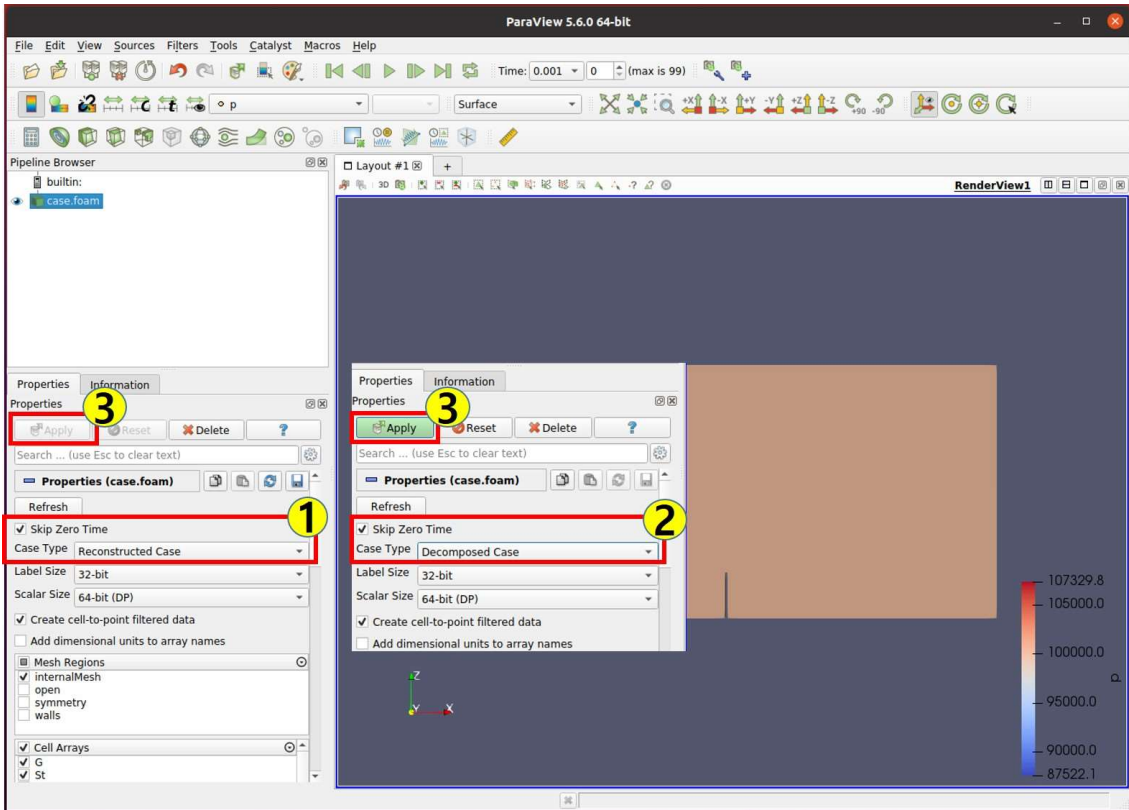 ParaView 5.6.0 64-bit
File Edit View Sources Filters Tools Catalyst Macros Help
Time: 0.001 0 (max is 99)
p Surface +X -X +Y -Y +Z -Z +90 -90
Pipeline Browser
builtin:
case.foam
Layout #1 +
3D RenderView1
Properties Information
Properties
3
Apply Reset Delete ?
Search ... (use Esc to clear text)
Properties (case.foam)
Refresh
1
Skip Zero Time
Case Type Reconstructed Case
Label Size 32-bit
Scalar Size 64-bit (DP)
Create cell-to-point filtered data
Add dimensional units to array names
Mesh Regions
internalMesh
open
symmetry
walls
Cell Arrays
G
St
Properties Information
Properties
3
Apply Reset Delete ?
Search ... (use Esc to clear text)
Properties (case.foam)
Refresh
2
Skip Zero Time
Case Type Decomposed Case
Label Size 32-bit
Scalar Size 64-bit (DP)
Create cell-to-point filtered data
Add dimensional units to array names
Z
Y X
107329.8
105000.0
100000.0
p
95000.0
90000.0
87522.1